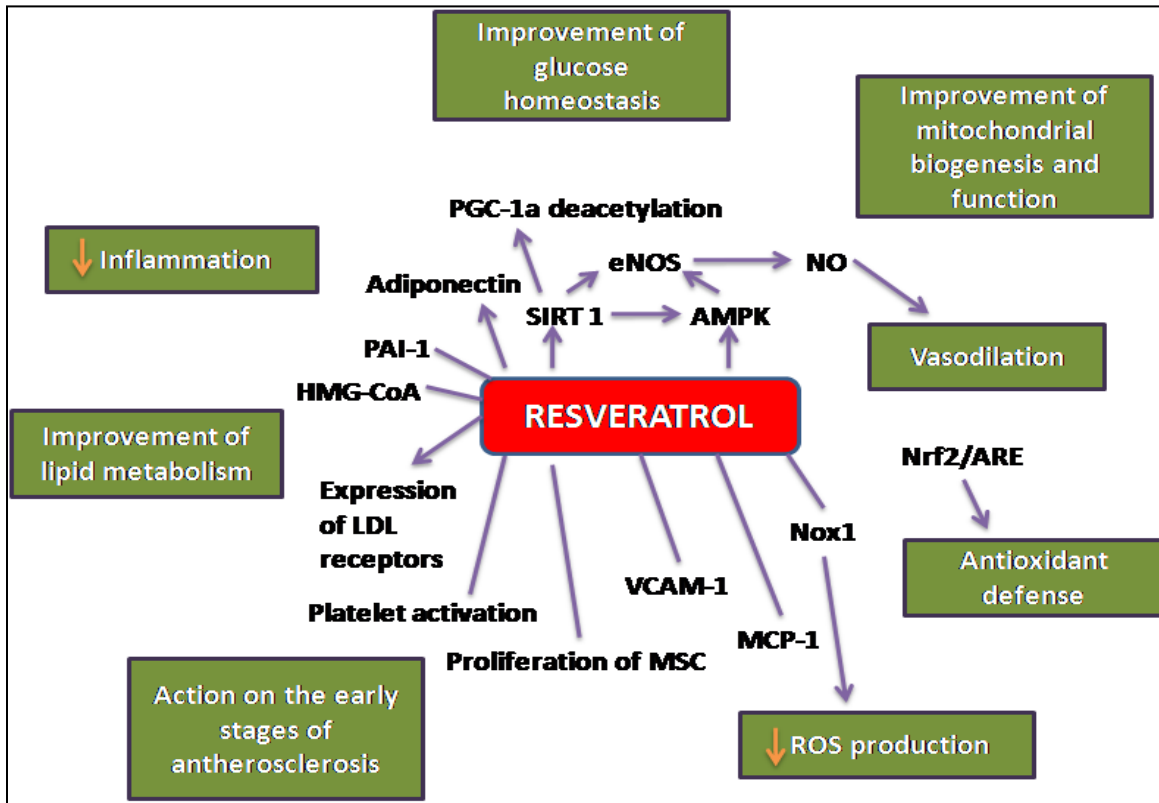 Improvement of
glucose
homeostasis
Improvement of
mitochondrial
biogenesis and
function
PGC-1a deacetylation
↓ Inflammation
eNOS
NO
Adiponectin
SIRT 1
AMPK
PAI-1
Vasodilation
HMG-CoA
RESVERATROL
Improvement of
lipid metabolism
Nrf2/ARE
Expression
of LDL
receptors
Nox1
Antioxidant
defense
VCAM-1
Platelet activation
MCP-1
Proliferation of MSC
Action on the early
stages of
antherosclerosis
↓ ROS production